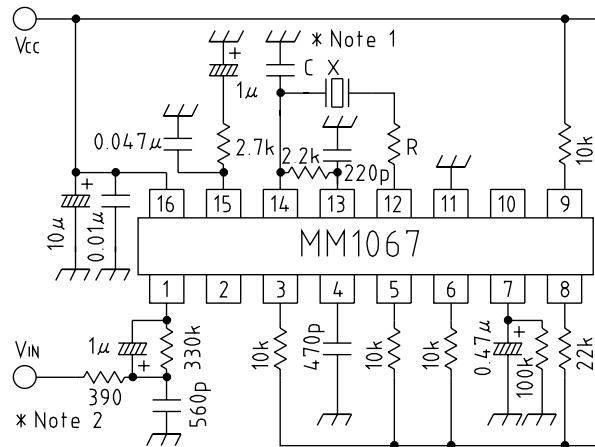 Vcc
* Note 1
C X
1μ
0.047μ
2.7k
2.2k
220p
R
10k
10μ
0.01μ
16 15 14 13 12 11 10 9
MM1067
1 2 3 4 5 6 7 8
VIN
1μ
330k
390
560p
10k
470p
10k
10k
0.47μ
100k
22k
* Note 2